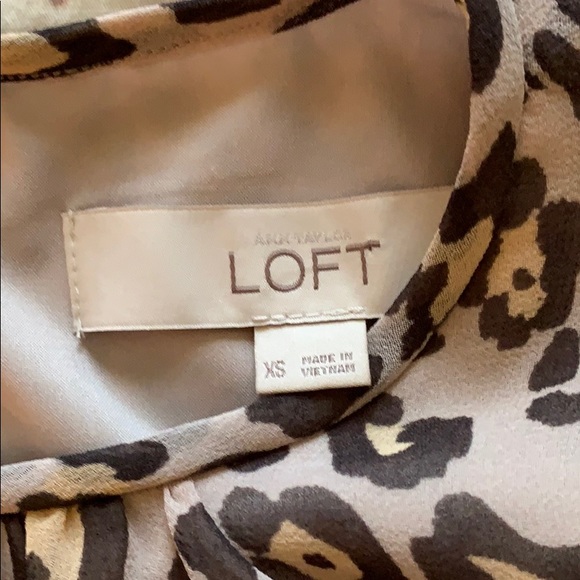 ANN TAYLOR
LOFT
XS
MADE IN
VIETNAM